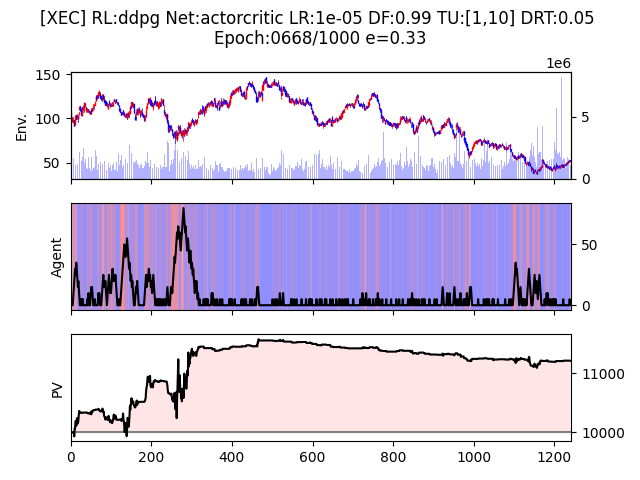 [XEC] RL:ddpg Net:actorcritic LR:1e-05 DF:0.99 TU:[1,10] DRT:0.05
Epoch:0668/1000 e=0.33
1e6
150
100
50
Env.
5
0
Agent
50
0
PV
11000
10000
0 200 400 600 800 1000 1200